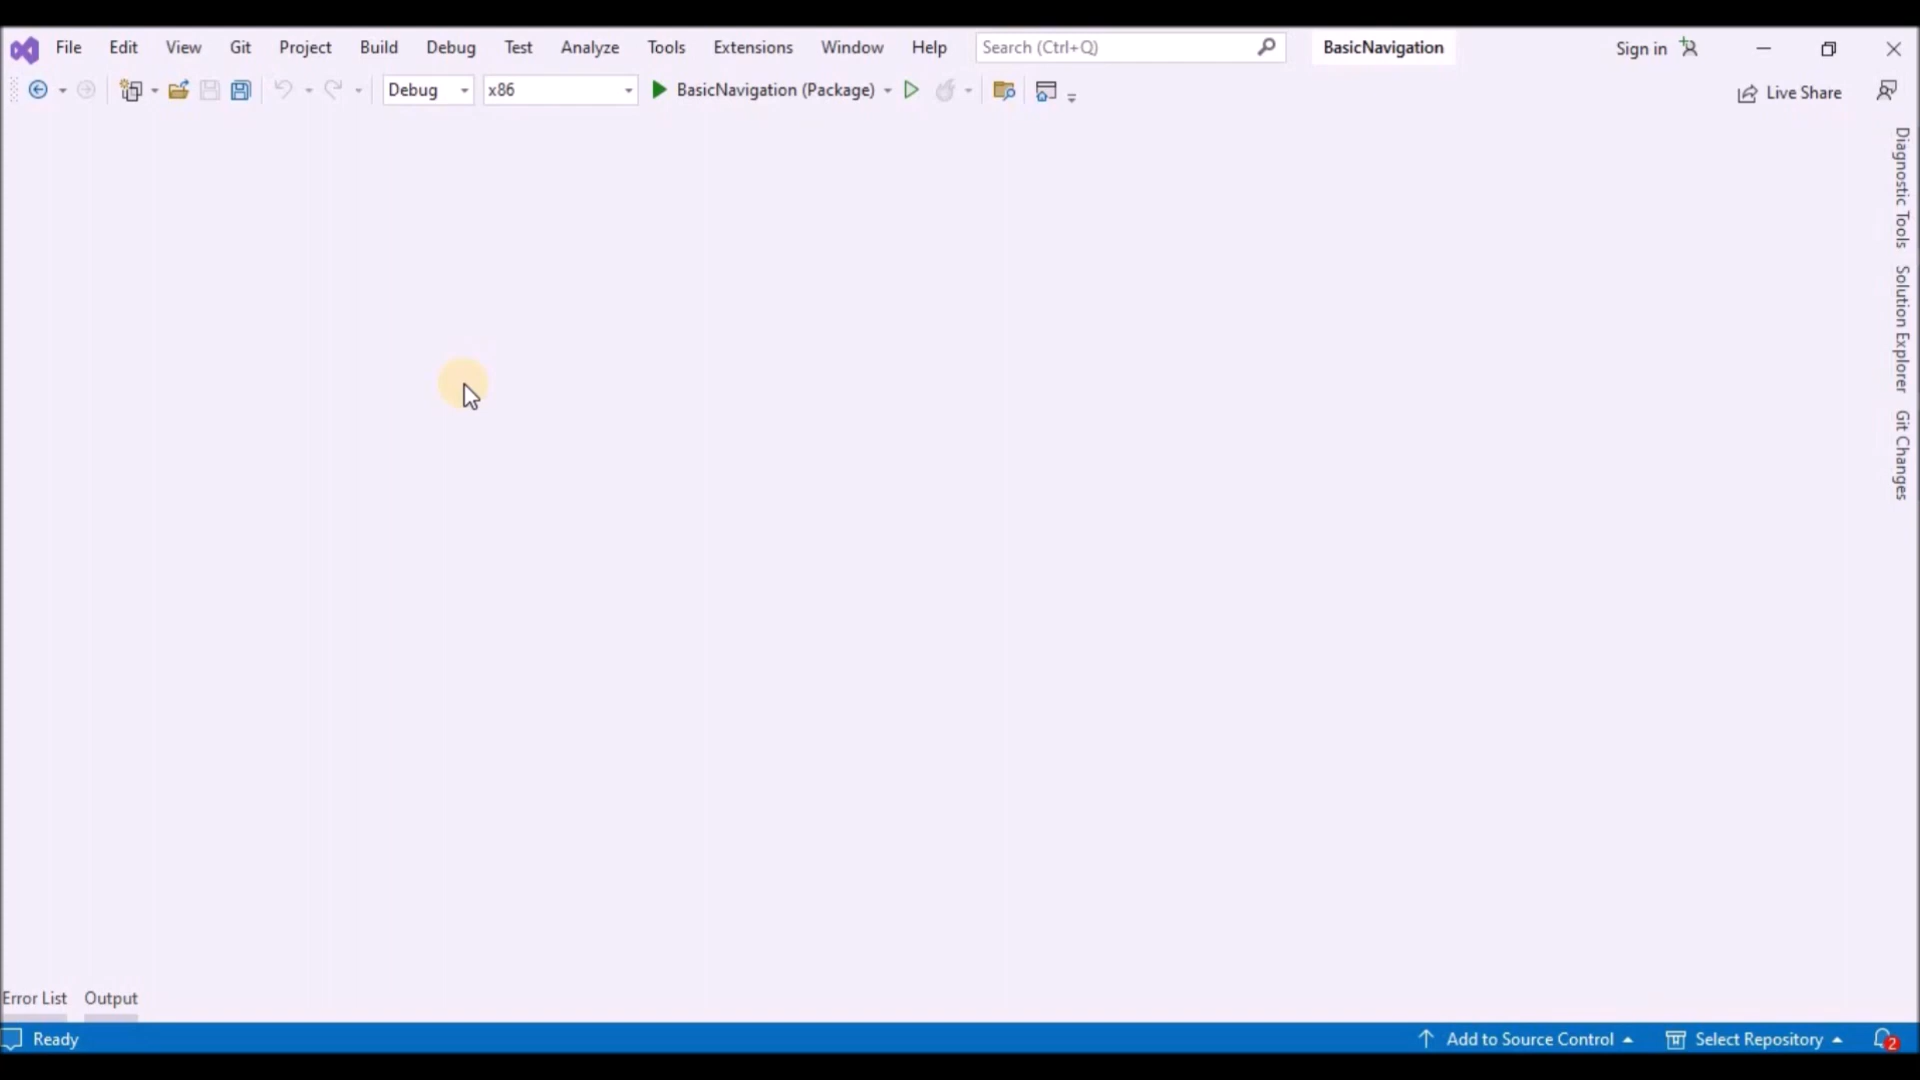 File Edit View Git Project Build Debug Test Analyze Tools Extensions Window Help Search (Ctrl+Q) BasicNavigation Sign in
Debug x86 BasicNavigation (Package) Live Share
Diagnostic Tools
Solution Explorer
Git Changes
Error List Output
Ready Add to Source Control Select Repository 2